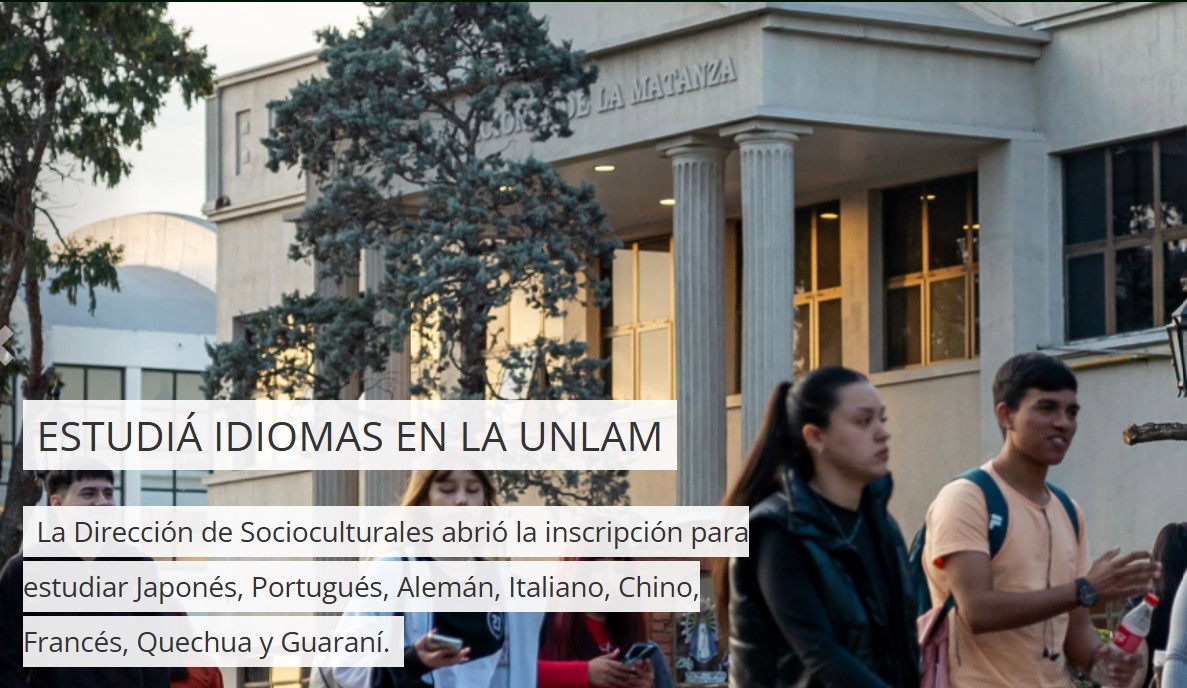 DE LA MATANZA
ESTUDIÁ IDIOMAS EN LA UNLAM
La Dirección de Socioculturales abrió la inscripción para
estudiar Japonés, Portugués, Alemán, Italiano, Chino,
Francés, Quechua y Guaraní.